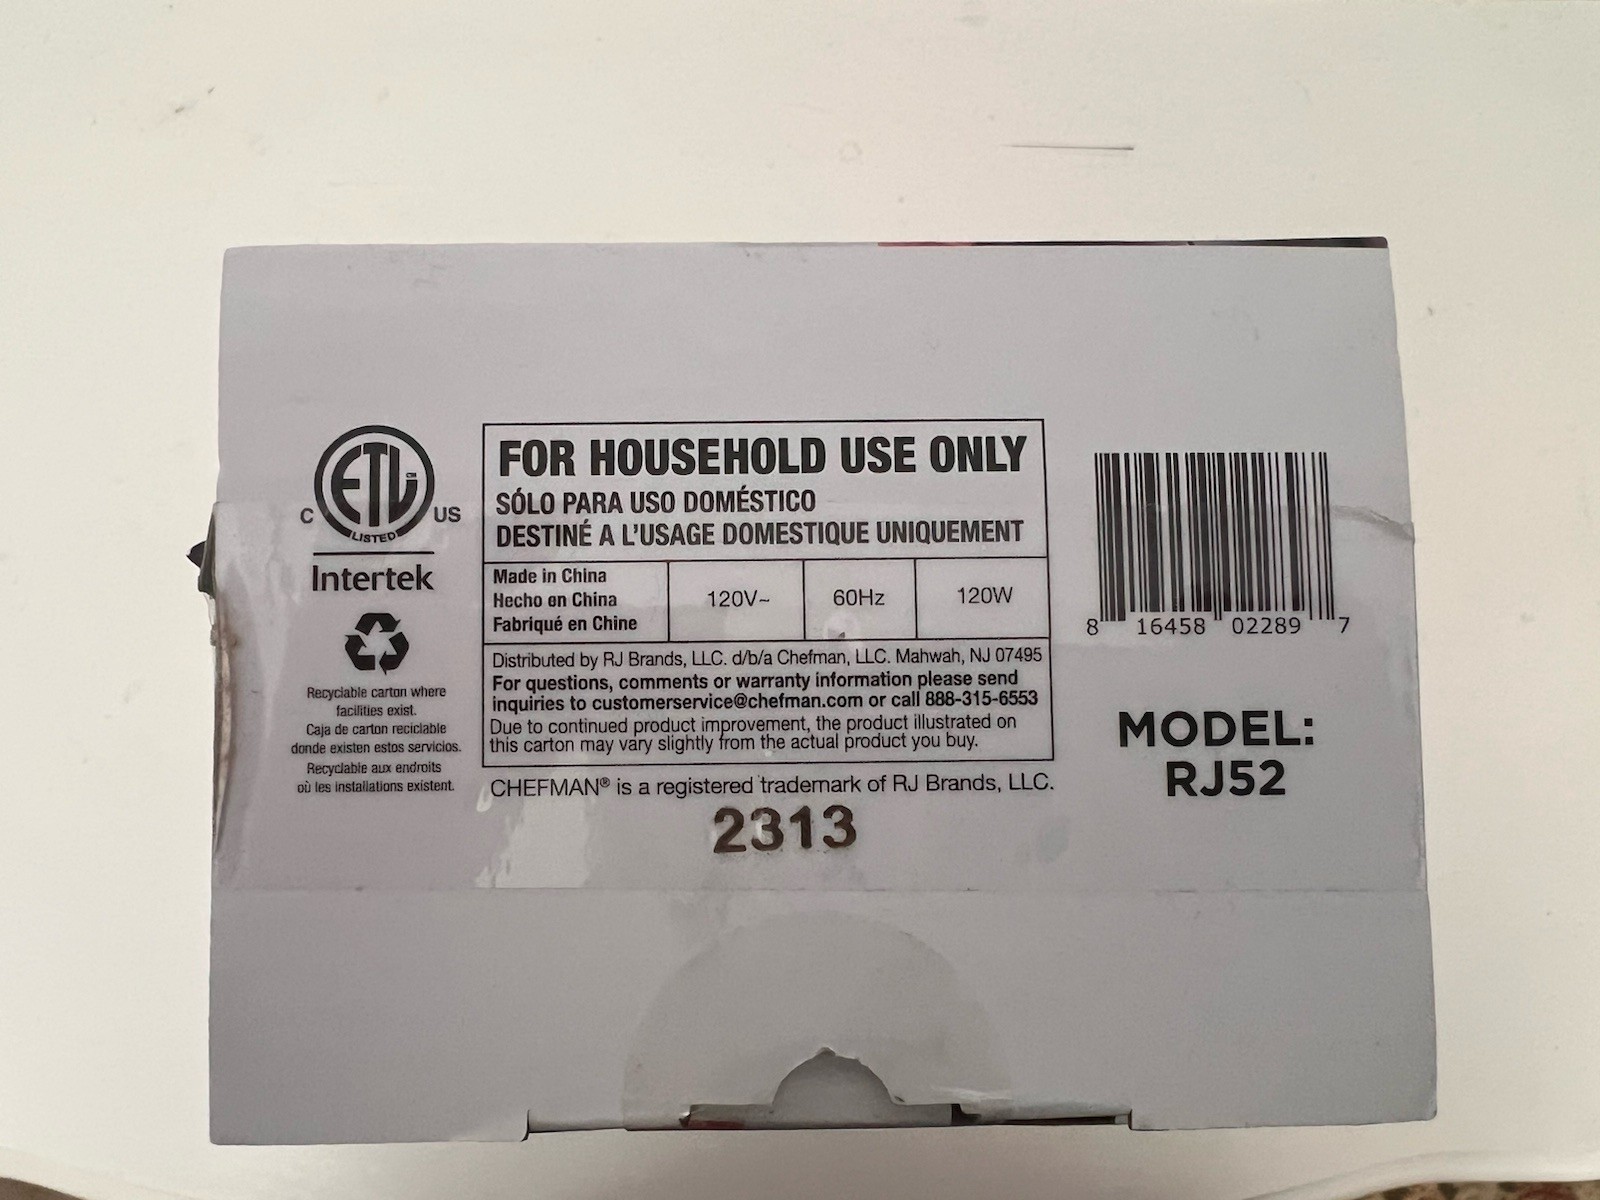 ETL CM
C US
LISTED
Intertek
Recyclable carton where
facilities exist.
Caja de carton reciclable
donde existen estos servicios.
Recyclable aux endroits
où les installations existent.
FOR HOUSEHOLD USE ONLY
SÓLO PARA USO DOMÉSTICO
DESTINÉ A L'USAGE DOMESTIQUE UNIQUEMENT
Made in China
Hecho en China
Fabriqué en Chine
120V~
60Hz
120W
Distributed by RJ Brands, LLC. d/b/a Chefman, LLC. Mahwah, NJ 07495
For questions, comments or warranty information please send
inquiries to customerservice@chefman.com or call 888-315-6553
Due to continued product improvement, the product illustrated on
this carton may vary slightly from the actual product you buy.
CHEFMAN® is a registered trademark of RJ Brands, LLC.
2313
8 16458 02289 7
MODEL:
RJ52